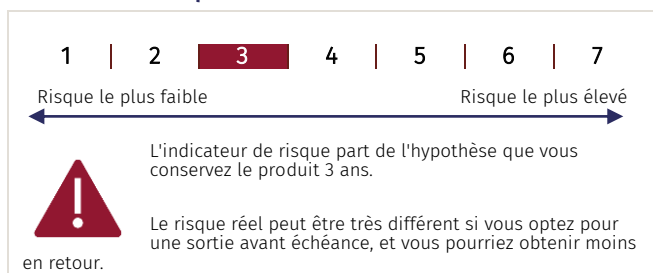 1 | 2 | 3 | 4 | 5 | 6 | 7
Risque le plus faible Risque le plus élevé
L'indicateur de risque part de l'hypothèse que vous
conservez le produit 3 ans.
Le risque réel peut être très différent si vous optez pour
une sortie avant échéance, et vous pourriez obtenir moins
en retour.